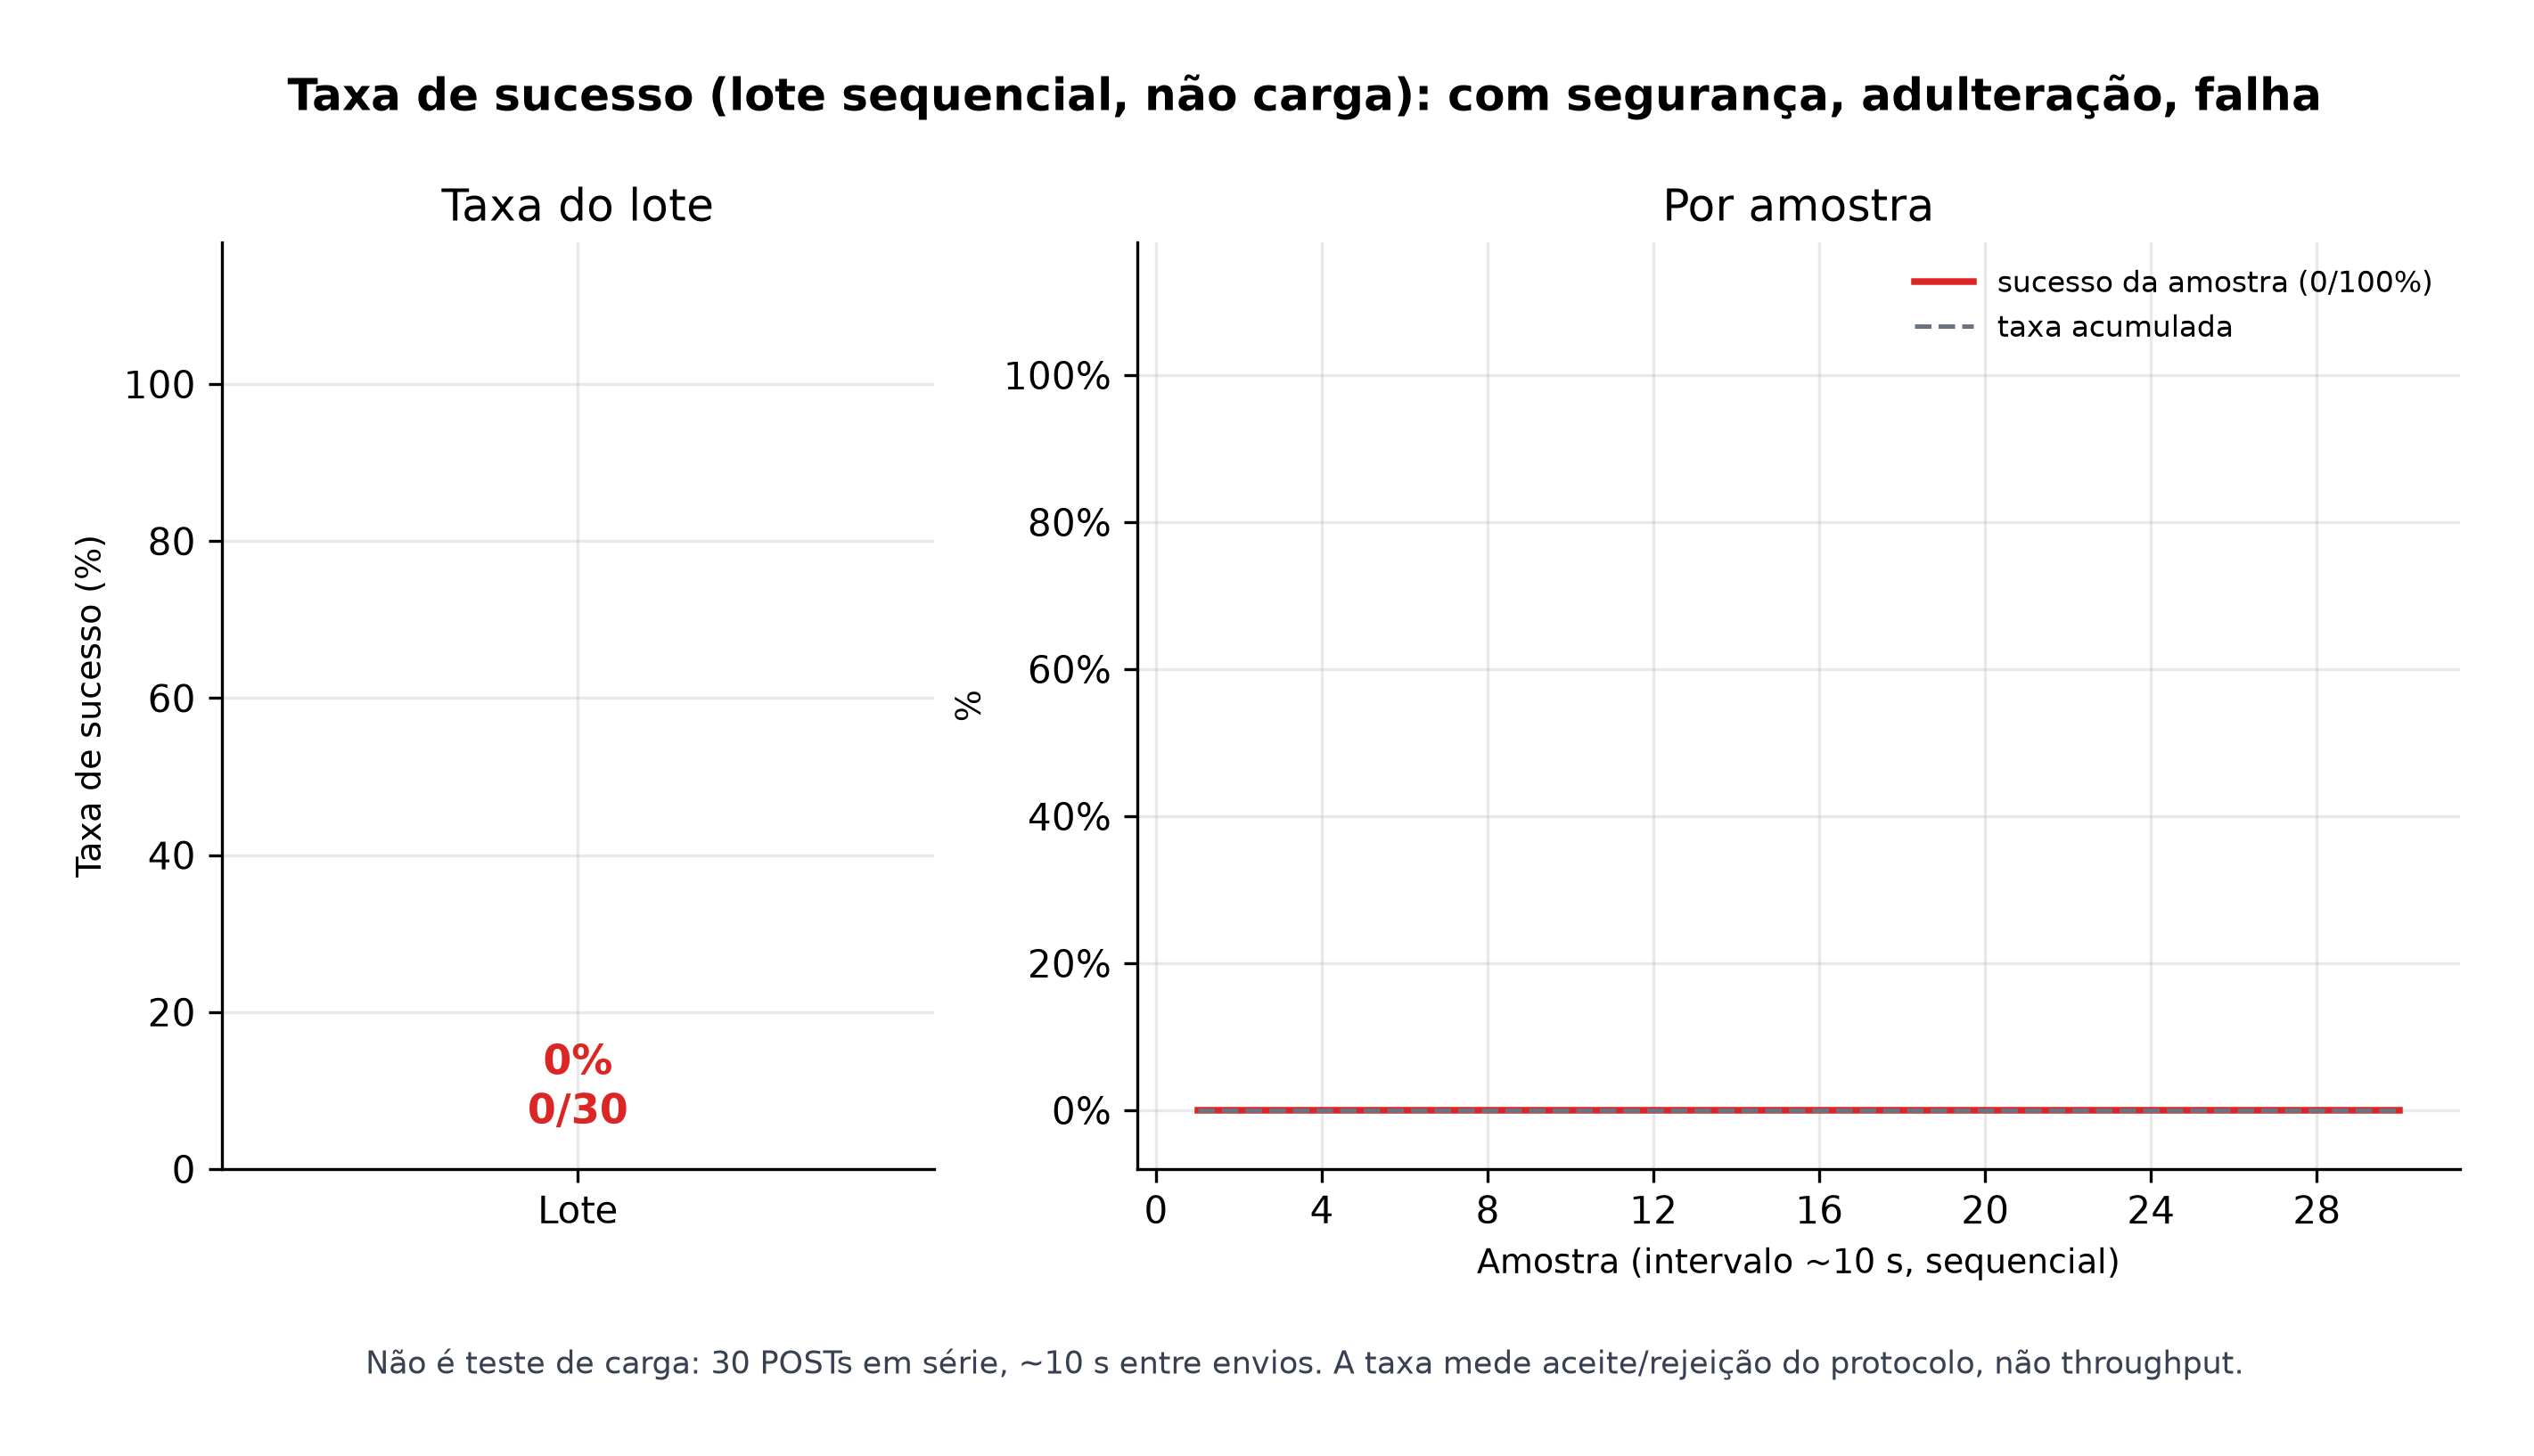 Taxa de sucesso (lote sequencial, não carga): com segurança, adulteração, falha
Taxa do lote
Taxa de sucesso (%)
100
80
60
40
20
0
0%
0/30
Lote
Por amostra
sucesso da amostra (0/100%)
taxa acumulada
%
100%
80%
60%
40%
20%
0%
0 4 8 12 16 20 24 28
Amostra (intervalo ~10 s, sequencial)
Não é teste de carga: 30 POSTs em série, ~10 s entre envios. A taxa mede aceite/rejeição do protocolo, não throughput.